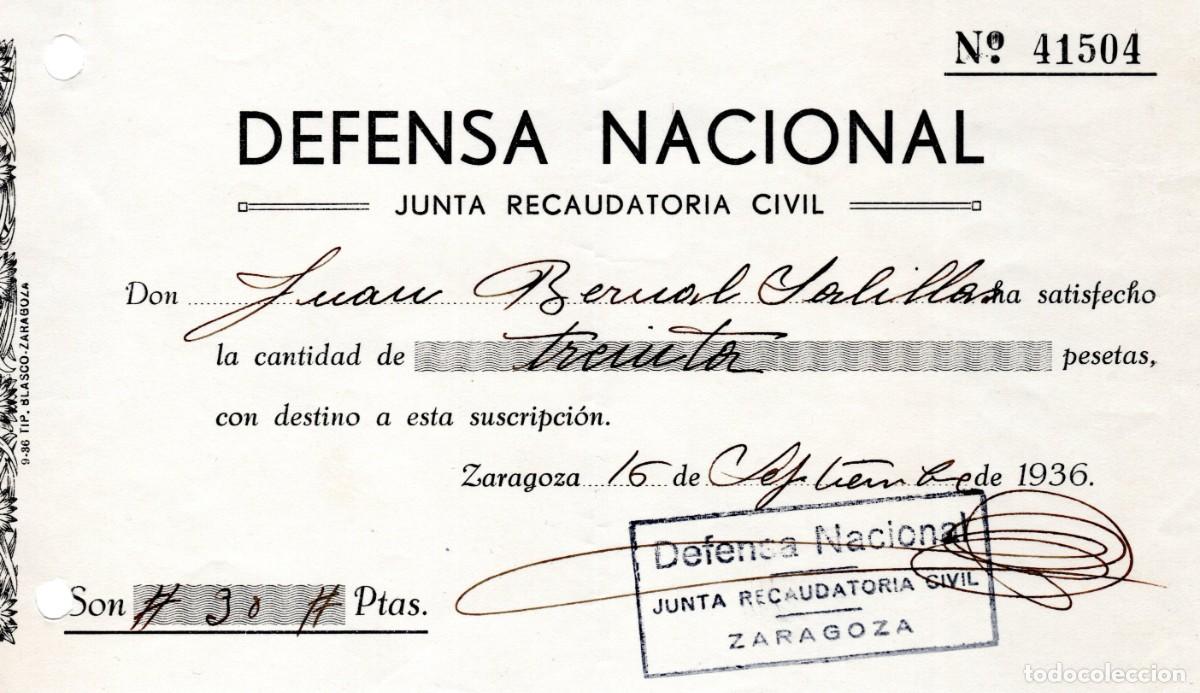 Nº 41504
DEFENSA NACIONAL
JUNTA RECAUDATORIA CIVIL
Don Juan Bernal Salillas ha satisfecho
la cantidad de treinta pesetas,
con destino a esta suscripción.
Zaragoza 16 de Septiembre de 1936.
Defensa Nacional
JUNTA RECAUDATORIA CIVIL
ZARAGOZA
Son # 30 # Ptas.
9-36 TIP. BLASCO-ZARAGOZA
todocoleccion